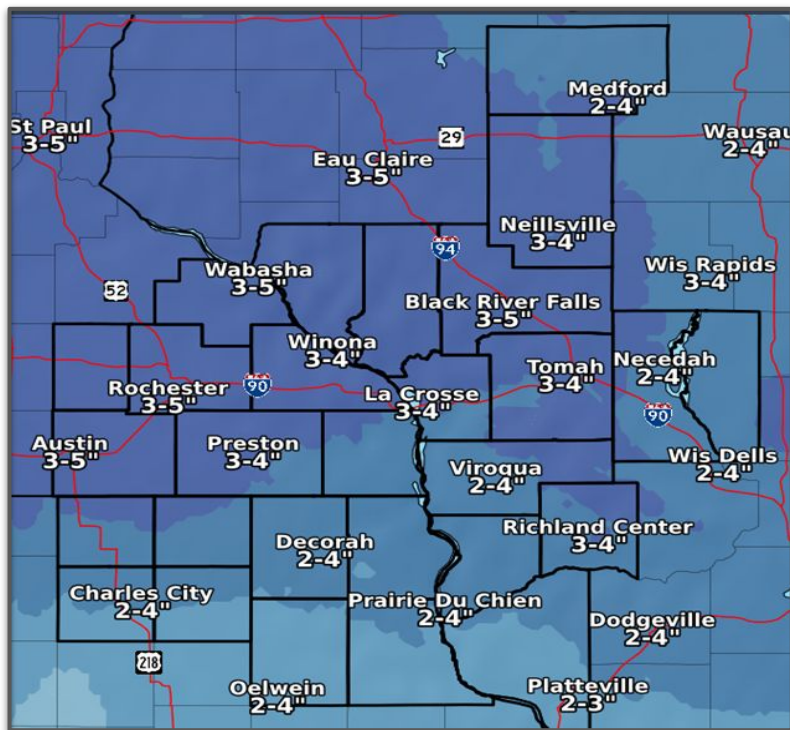 Medford
2-4"
St Paul
3-5"
29
Wausau
2-4"
Eau Claire
3-5"
Neillsville
3-4"
94
Wabasha
3-5"
Wis Rapids
3-4"
52
Black River Falls
3-5"
Winona
3-4"
Tomah
3-4"
Necedah
2-4"
Rochester
3-5"
90
La Crosse
3-4"
90
Austin
3-5"
Preston
3-4"
Viroqua
2-4"
Wis Dells
2-4"
Richland Center
3-4"
Decorah
2-4"
Charles City
2-4"
Prairie Du Chien
2-4"
Dodgeville
2-4"
218
Oelwein
2-4"
Platteville
2-3"